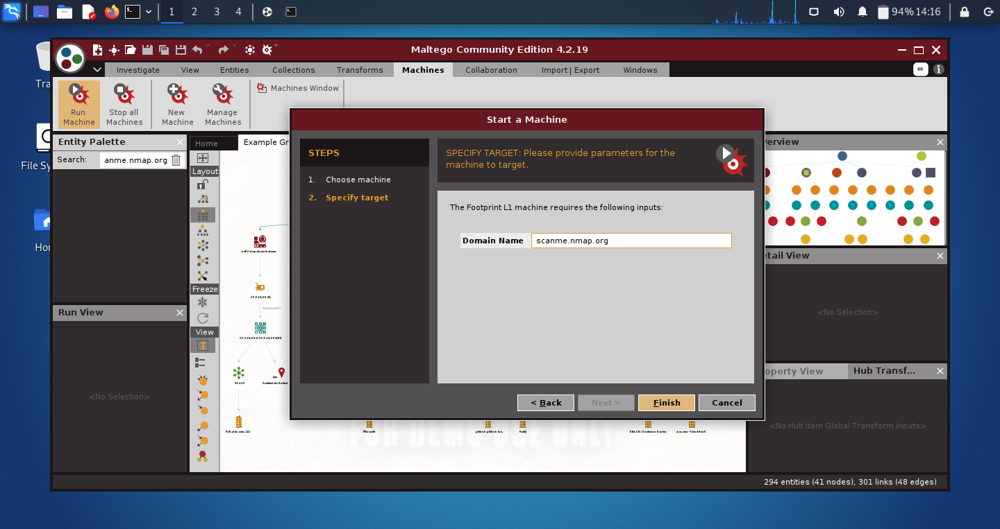 1 2 3 4
94% 14:16
Maltego Community Edition 4.2.19
Investigate View Entities Collections Transforms Machines Collaboration Import | Export Windows
Run Machine
Stop all Machines
New Machine
Manage Machines
Machines Window
Tra
File Sy
Hor
Entity Palette
Search: anme.nmap.org
Run View
<No Selection>
Home
Example Gr
Layout
Freeze
View
Start a Machine
STEPS
1. Choose machine
2. Specify target
SPECIFY TARGET: Please provide parameters for the
machine to target.
The Footprint L1 machine requires the following inputs:
Domain Name scanme.nmap.org
< Back Next > Finish Cancel
FOR DEMO USE ONLY
verview
etail View
<No Selection>
operty View Hub Transf...
<No Hub Item Global Transform Inputs>
294 entities (41 nodes), 301 links (48 edges)